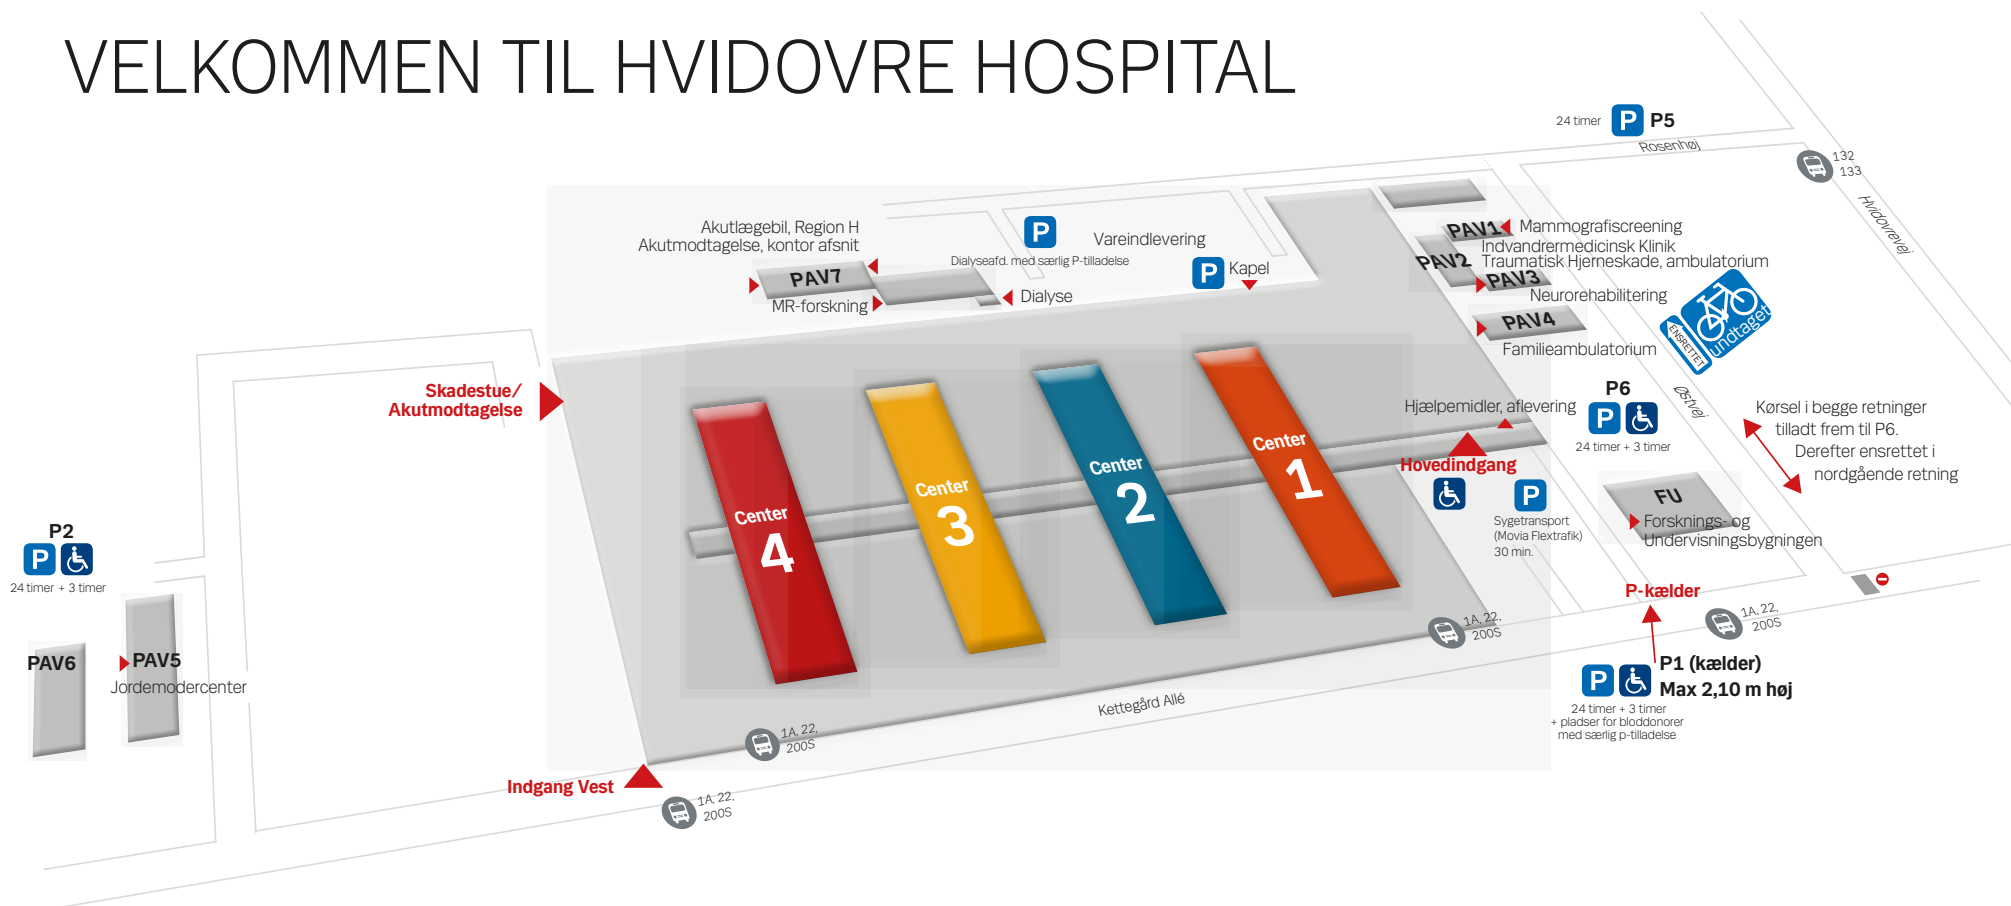 VELKOMMEN TIL HVIDOVRE HOSPITAL
24 timer P P5
Rosenhøj
132
133
Hvidovrevej
Akutlægebil, Region H
Akutmodtagelse, kontor afsnit
PAV7
MR-forskning
P
Dialyseafd. med særlig P-tilladelse
Dialyse
Vareindlevering
P Kapel
PAV1 Mammografiscreening
Indvandrermedicinsk Klinik
PAV2 Traumatisk Hjerneskade, ambulatorium
PAV3
Neurorehabilitering
PAV4
Familieambulatorium
ENSRETTET
undtaget
Østvej
Skadestue/
Akutmodtagelse
P6
P
24 timer + 3 timer
Kørsel i begge retninger
tilladt frem til P6.
Derefter ensrettet i
nordgående retning
Hjælpemidler, aflevering
Hovedindgang
P
Sygetransport
(Movia Flextrafik)
30 min.
FU
Forsknings- og
Undervisningsbygningen
Center
4
Center
3
Center
2
Center
1
P2
P
24 timer + 3 timer
PAV6
PAV5
Jordemodercenter
P-kælder
1A, 22,
200S
1A, 22,
200S
P1 (kælder)
Max 2,10 m høj
P
24 timer + 3 timer
+ pladser for bloddonorer
med særlig p-tilladelse
Kettegård Allé
1A, 22,
200S
Indgang Vest
1A, 22,
200S